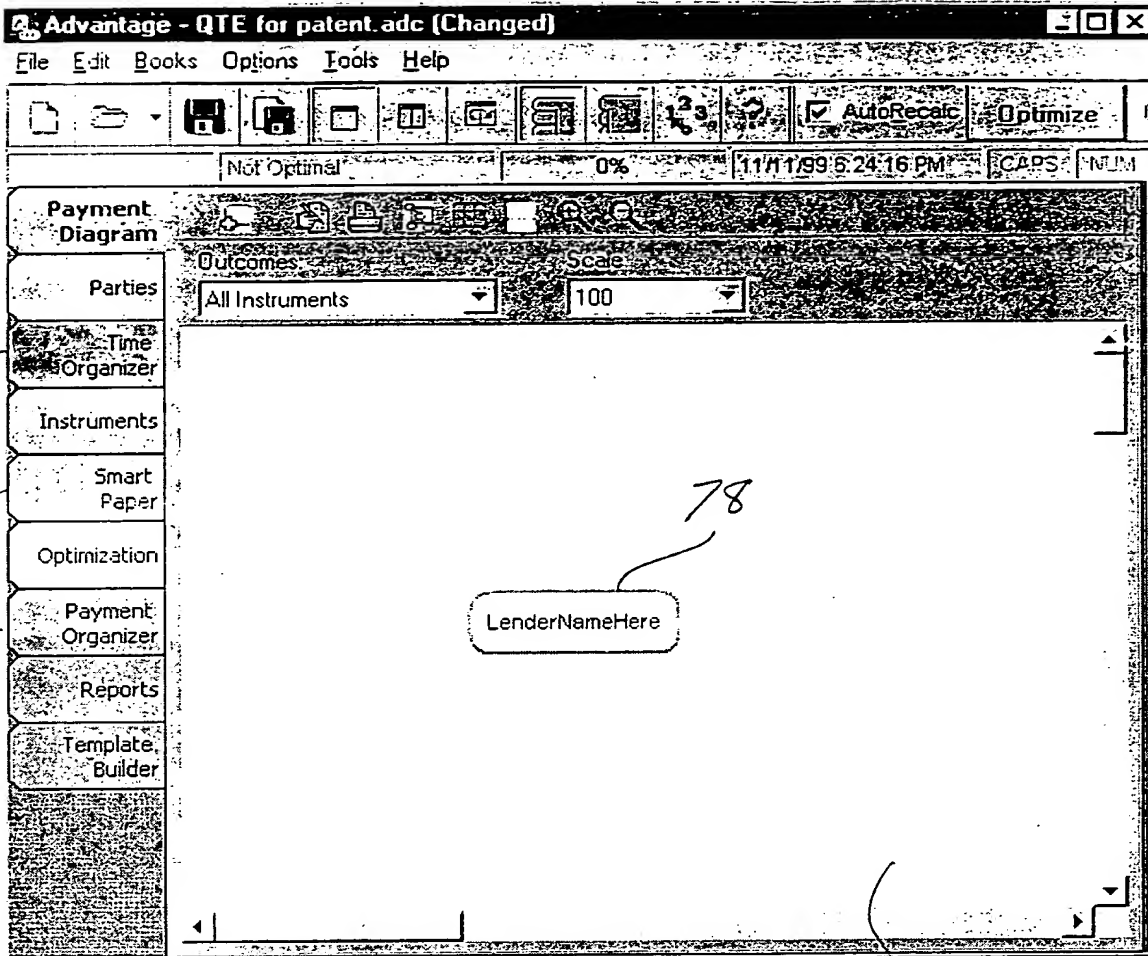 Advantage - QTE for patent.adc (Changed)
File Edit Books Options Tools Help
AutoRecalc Optimize
Not Optimal 0% 11/11/99 6:24:16 PM CAPS NUM
Payment
Diagram
Outcomes: Scale
All Instruments 100
Parties
Time
Organizer
Instruments
Smart
Paper
Optimization
Payment
Organizer
Reports
Template
Builder
78
LenderNameHere